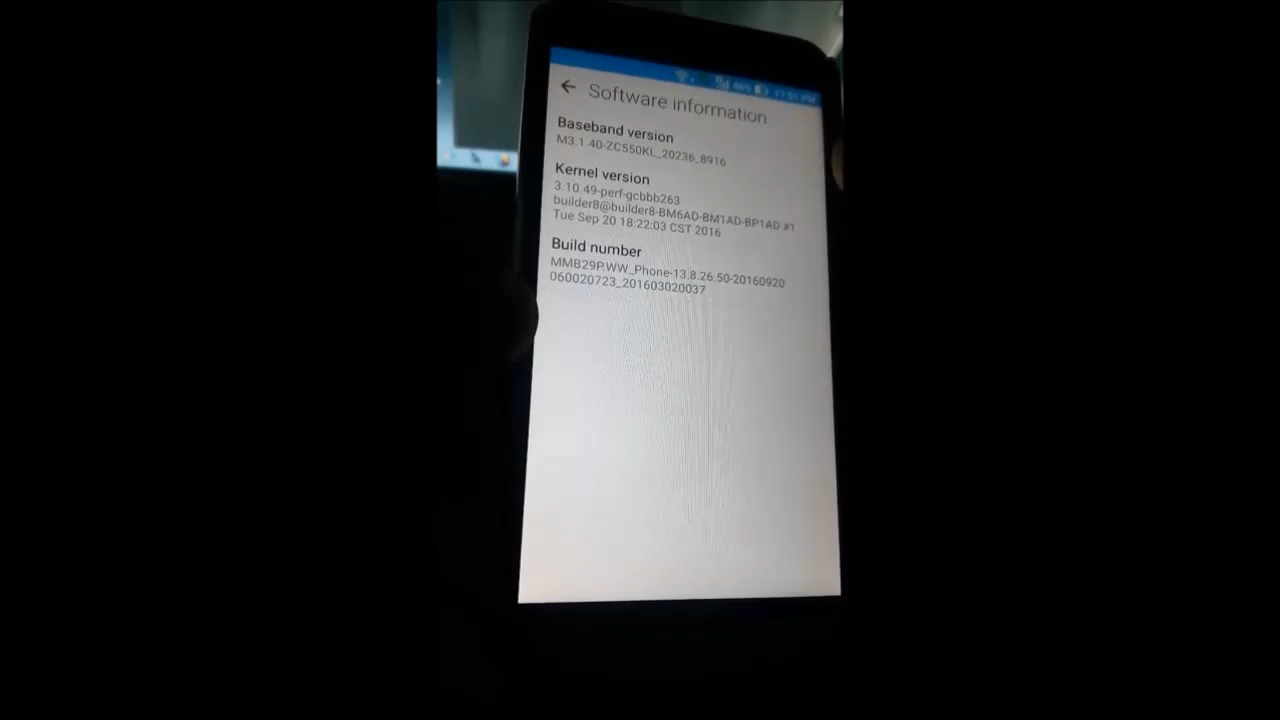 Software information
Baseband version
M3.1.40-ZC550KL_20236_8916
Kernel version
3.10.49-perf-gcbbb263
builder8@builder8-BM6AD-BM1AD-BP1AD #1
Tue Sep 20 18:22:03 CST 2016
Build number
MMB29P.WW_Phone-13.8.26.50-20160920
060020723_201603020037